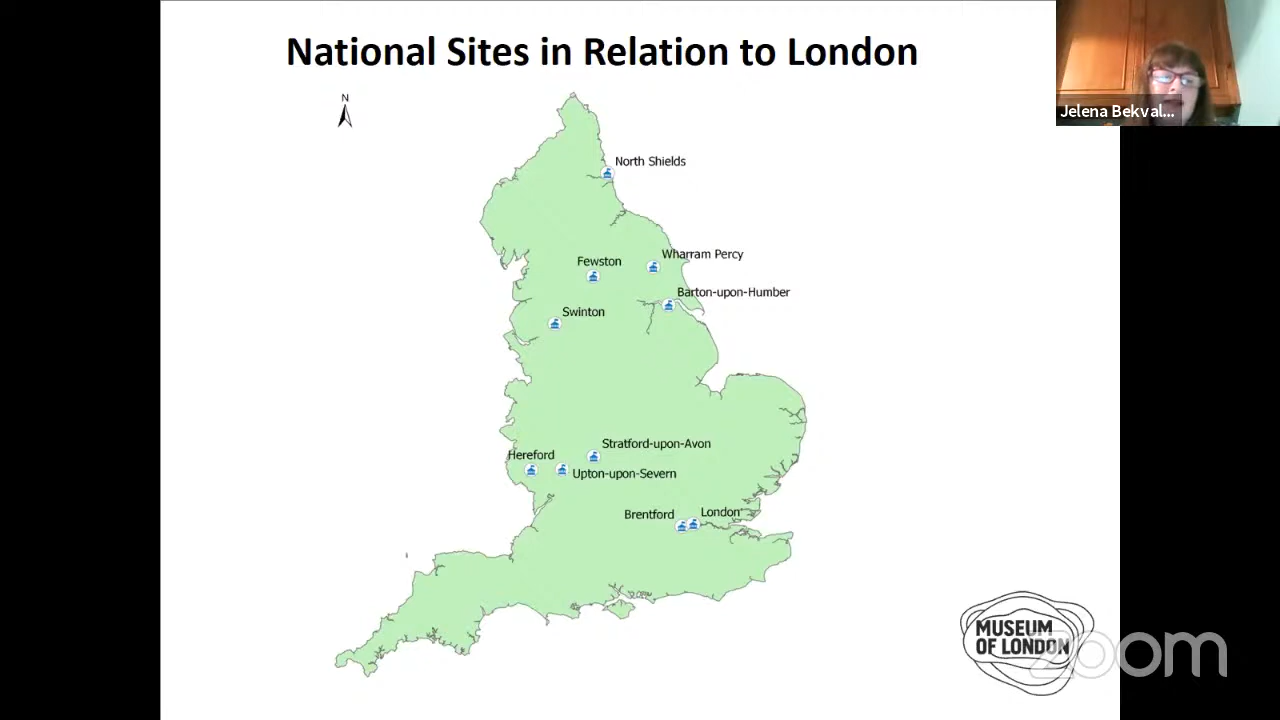 National Sites in Relation to London
Jelena Bekval...
N
North Shields
Wharram Percy
Fewston
Barton-upon-Humber
Swinton
Stratford-upon-Avon
Hereford
Upton-upon-Severn
London
Brentford
MUSEUM
OF LONDON
zoom